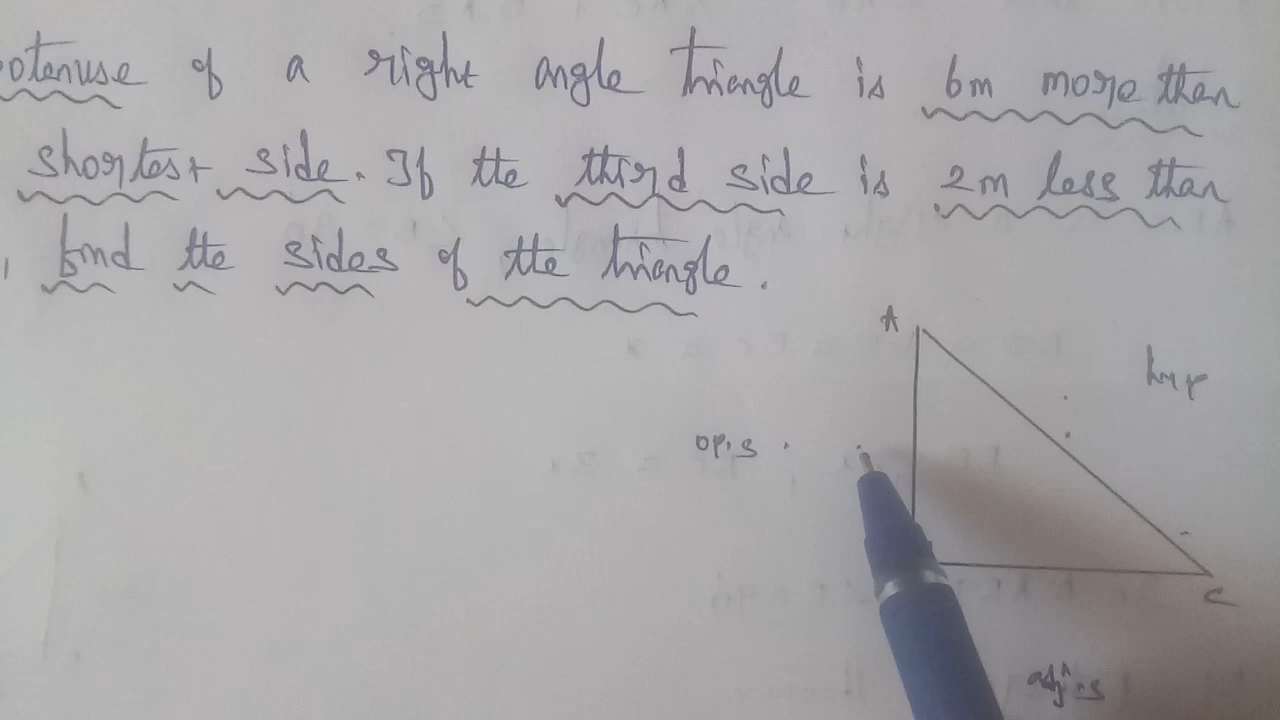 otenuse of a right angle triangle is 6m more than
shortest side. If the third side is 2m less than
, find the sides of the triangle.
A
hyp
op.s
C
adj.s